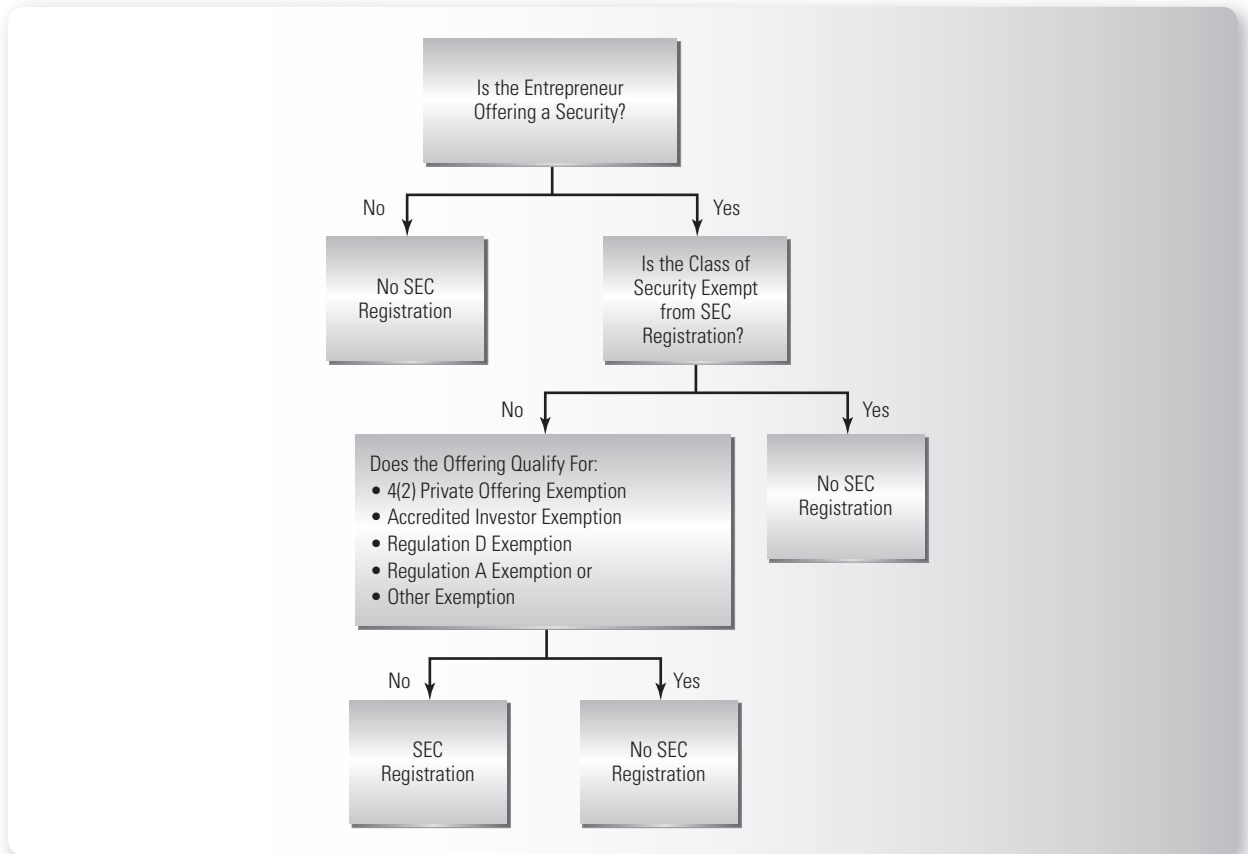 Is the Entrepreneur
Offering a Security?
No
Yes
No SEC
Registration
Is the Class of
Security Exempt
from SEC
Registration?
No
Yes
Does the Offering Qualify For:
• 4(2) Private Offering Exemption
• Accredited Investor Exemption
• Regulation D Exemption
• Regulation A Exemption or
• Other Exemption
No SEC
Registration
No
Yes
SEC
Registration
No SEC
Registration